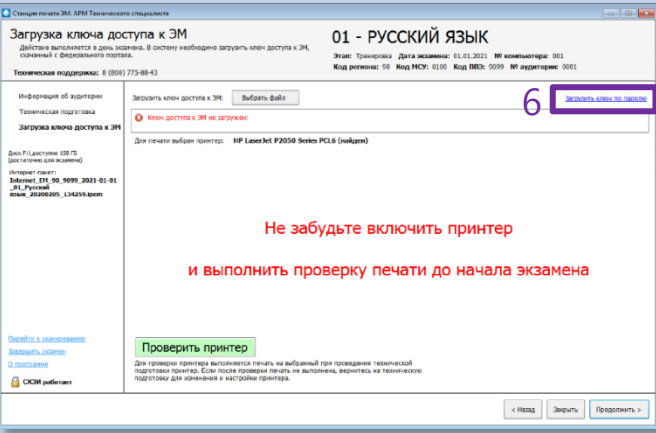 Станция печати ЭМ. АРМ Технического специалиста
Загрузка ключа доступа к ЭМ
Действие выполняется в день экзамена. В систему необходимо загрузить ключ доступа к ЭМ,
скачанный с федерального портала.
Техническая поддержка: 8 (800) 775-88-43
01 - РУССКИЙ ЯЗЫК
Этап: Тренировка Дата экзамена: 01.01.2021 № компьютера: 001
Код региона: 90 Код МСУ: 0100 Код ППЭ: 9099 № аудитории: 0001
Информация об аудитории
Техническая подготовка
Загрузка ключа доступа к ЭМ
Диск F:\,доступно 158 ГБ
(достаточно для экзамена)
Интернет-пакет:
Internet_EM_90_9099_2021-01-01
_01_Русский
язык_20200205_134259.ipem
Загрузить ключ доступа к ЭМ:
Выбрать файл
6
Загрузить ключ по паролю
Ключ доступа к ЭМ не загружен:
Для печати выбран принтер: HP LaserJet P2050 Series PCL6 (найден)
Не забудьте включить принтер
и выполнить проверку печати до начала экзамена
Перейти к сканированию
Завершить экзамен
О программе
СКЗИ работает
Проверить принтер
Для проверки принтера выполняется печать на выбранный при проведении технической
подготовки принтер. Если после проверки печать не выполнена, вернитесь на техническую
подготовку для изменения и настройки принтера.
< Назад
Закрыть
Продолжить >